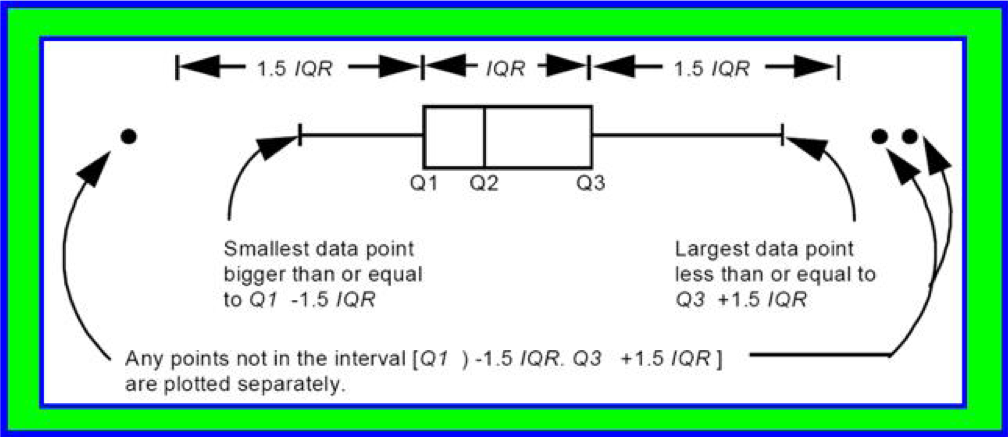 1.5 IQR IQR 1.5 IQR
Q1 Q2 Q3
Smallest data point
bigger than or equal
to Q1 -1.5 IQR
Largest data point
less than or equal to
Q3 +1.5 IQR
Any points not in the interval [Q1 ) -1.5 IQR. Q3 +1.5 IQR ]
are plotted separately.